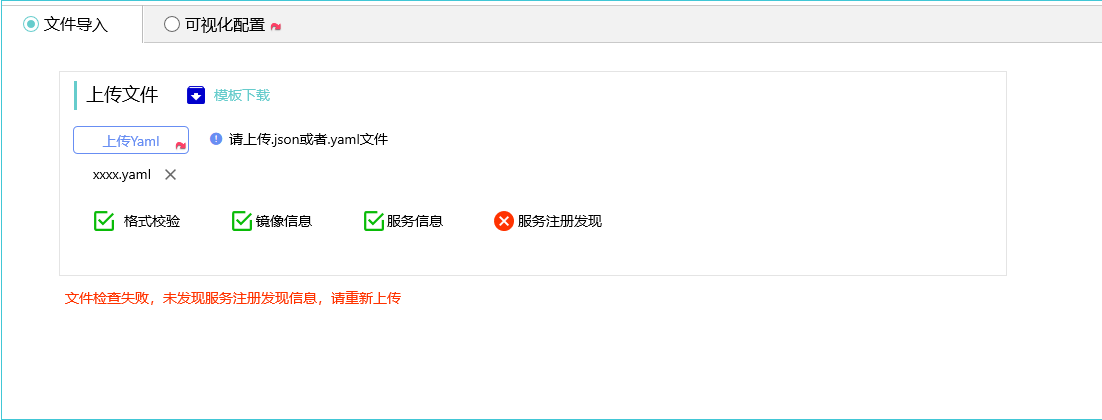 文件导入 可视化配置
上传文件 模板下载
上传Yaml 请上传.json或者.yaml文件
xxxx.yaml
格式校验 镜像信息 服务信息 服务注册发现
文件检查失败，未发现服务注册发现信息，请重新上传